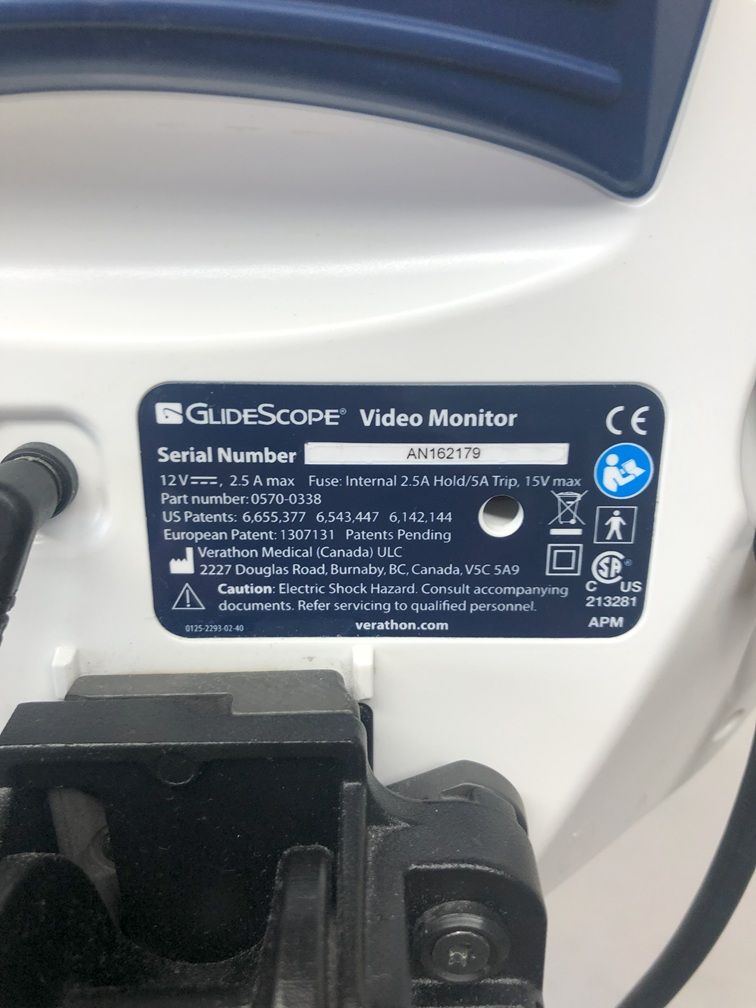 GLIDESCOPE® Video Monitor
Serial Number AN162179
12V⎓, 2.5 A max Fuse: Internal 2.5A Hold/5A Trip, 15V max
Part number: 0570-0338
US Patents: 6,655,377 6,543,447 6,142,144
European Patent: 1307131 Patents Pending
Verathon Medical (Canada) ULC
2227 Douglas Road, Burnaby, BC, Canada, V5C 5A9
Caution: Electric Shock Hazard. Consult accompanying
documents. Refer servicing to qualified personnel.
0125-2293-02-40
verathon.com
CE
SA®
C US
213281
APM